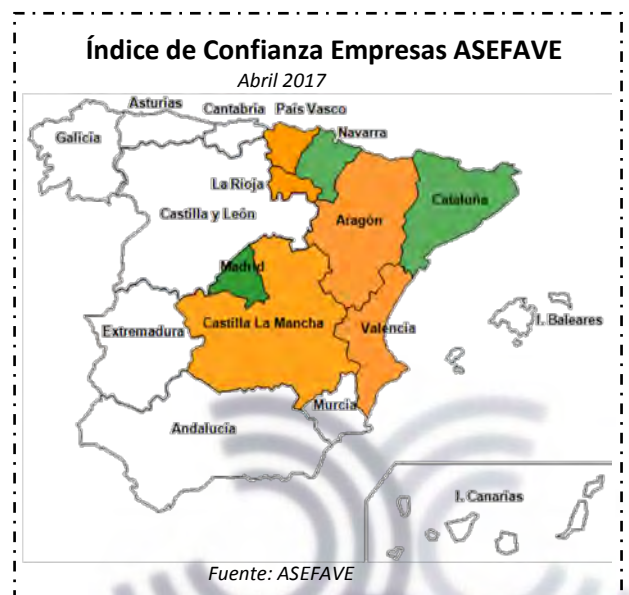 Índice de Confianza Empresas ASEFAVE
Abril 2017
Asturias
Cantabria
País Vasco
Galicia
Navarra
La Rioja
Castilla y León
Aragón
Cataluña
Madrid
Extremadura
Castilla La Mancha
Valencia
I. Baleares
Murcia
Andalucía
I. Canarias
Fuente: ASEFAVE